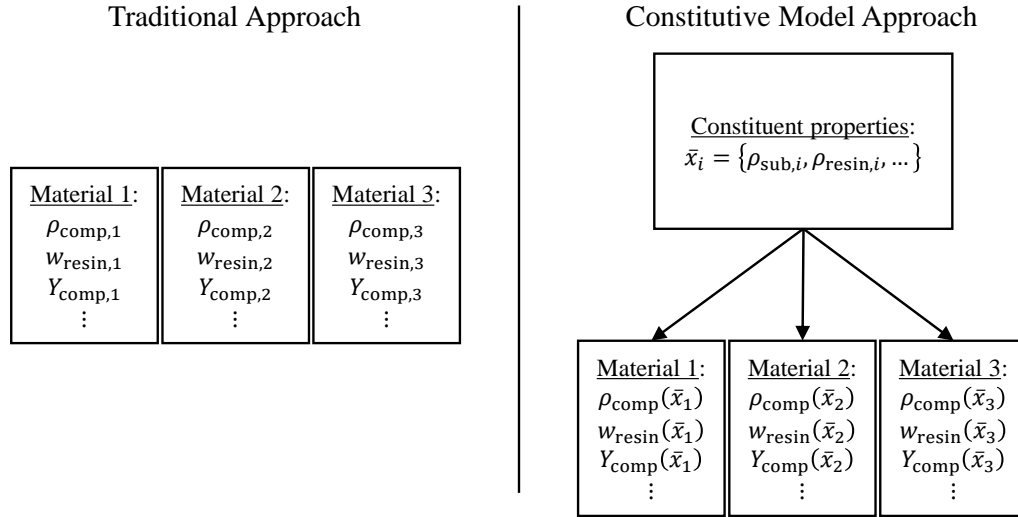 Traditional Approach
Material 1:
ρcomp,1
wresin,1
Ycomp,1
⋮
Material 2:
ρcomp,2
wresin,2
Ycomp,2
⋮
Material 3:
ρcomp,3
wresin,3
Ycomp,3
⋮
Constitutive Model Approach
Constituent properties:
x̄i = {ρsub,i, ρresin,i, … }
Material 1:
ρcomp(x̄1)
wresin(x̄1)
Ycomp(x̄1)
⋮
Material 2:
ρcomp(x̄2)
wresin(x̄2)
Ycomp(x̄2)
⋮
Material 3:
ρcomp(x̄3)
wresin(x̄3)
Ycomp(x̄3)
⋮